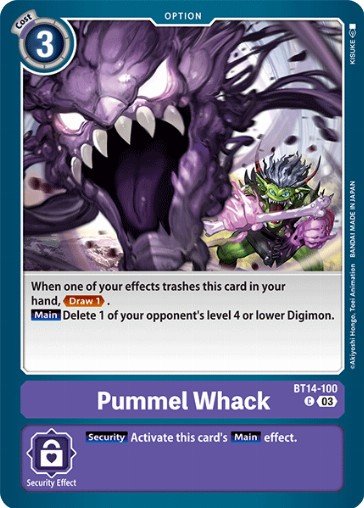 OPTION
Cost
3
KISUKE
BANDAI MADE IN JAPAN
©Akiyoshi Hongo, Toei Animation
When one of your effects trashes this card in your
hand, Draw 1 .
Main Delete 1 of your opponent's level 4 or lower Digimon.
BT14-100
Pummel Whack
C 03
Security Activate this card's Main effect.
Security Effect